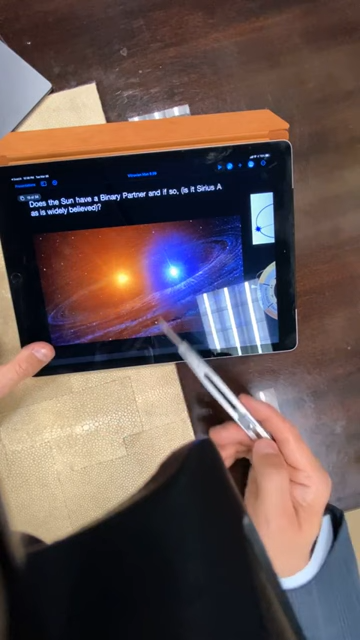 Does the Sun have a Binary Partner and if so, (is it Sirius A
as is widely believed)?